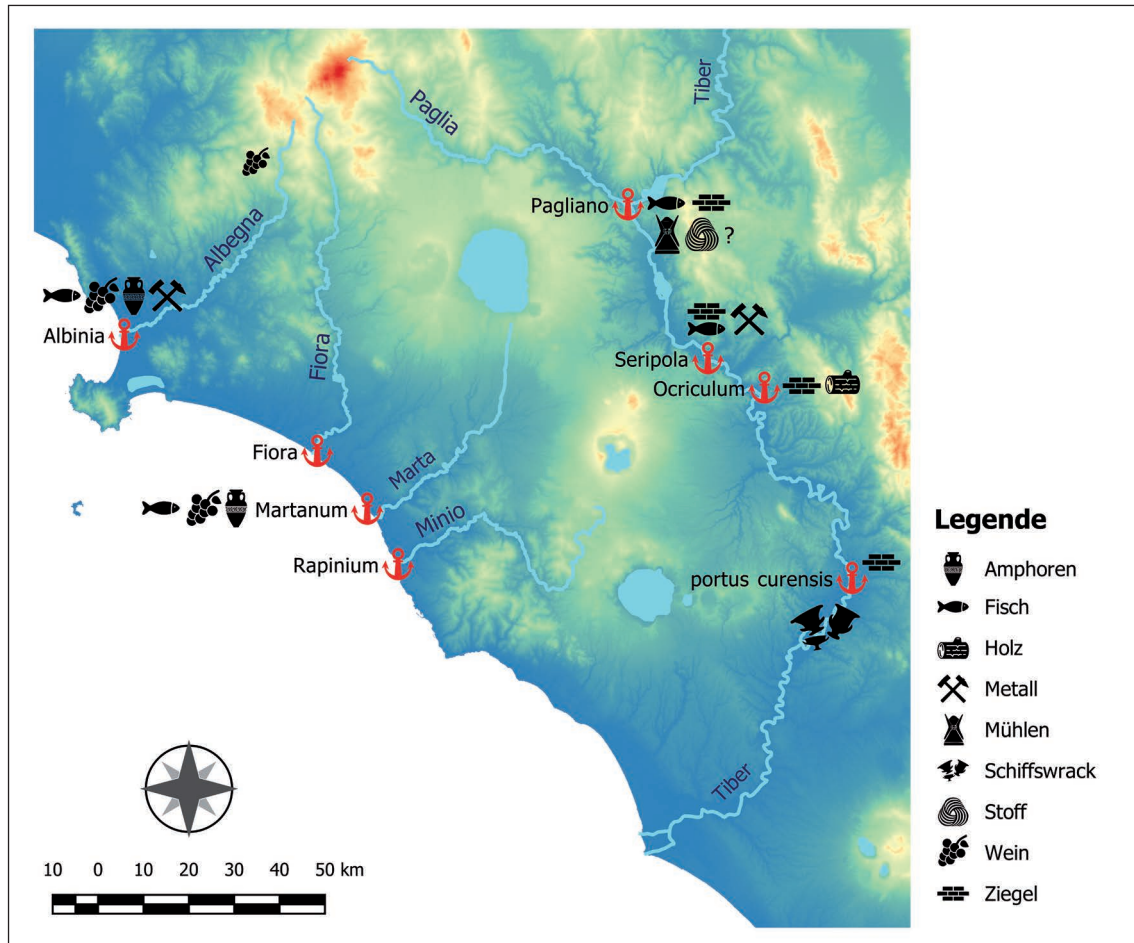 Tiber
Paglia
Pagliano
?
Albegna
Albinia
Fiora
Seripola
Ocriculum
Fiora
Marta
Martanum
Minio
Rapinium
portus curensis
Tiber
10 0 10 20 30 40 50 km
Legende
Amphoren
Fisch
Holz
Metall
Mühlen
Schiffswrack
Stoff
Wein
Ziegel